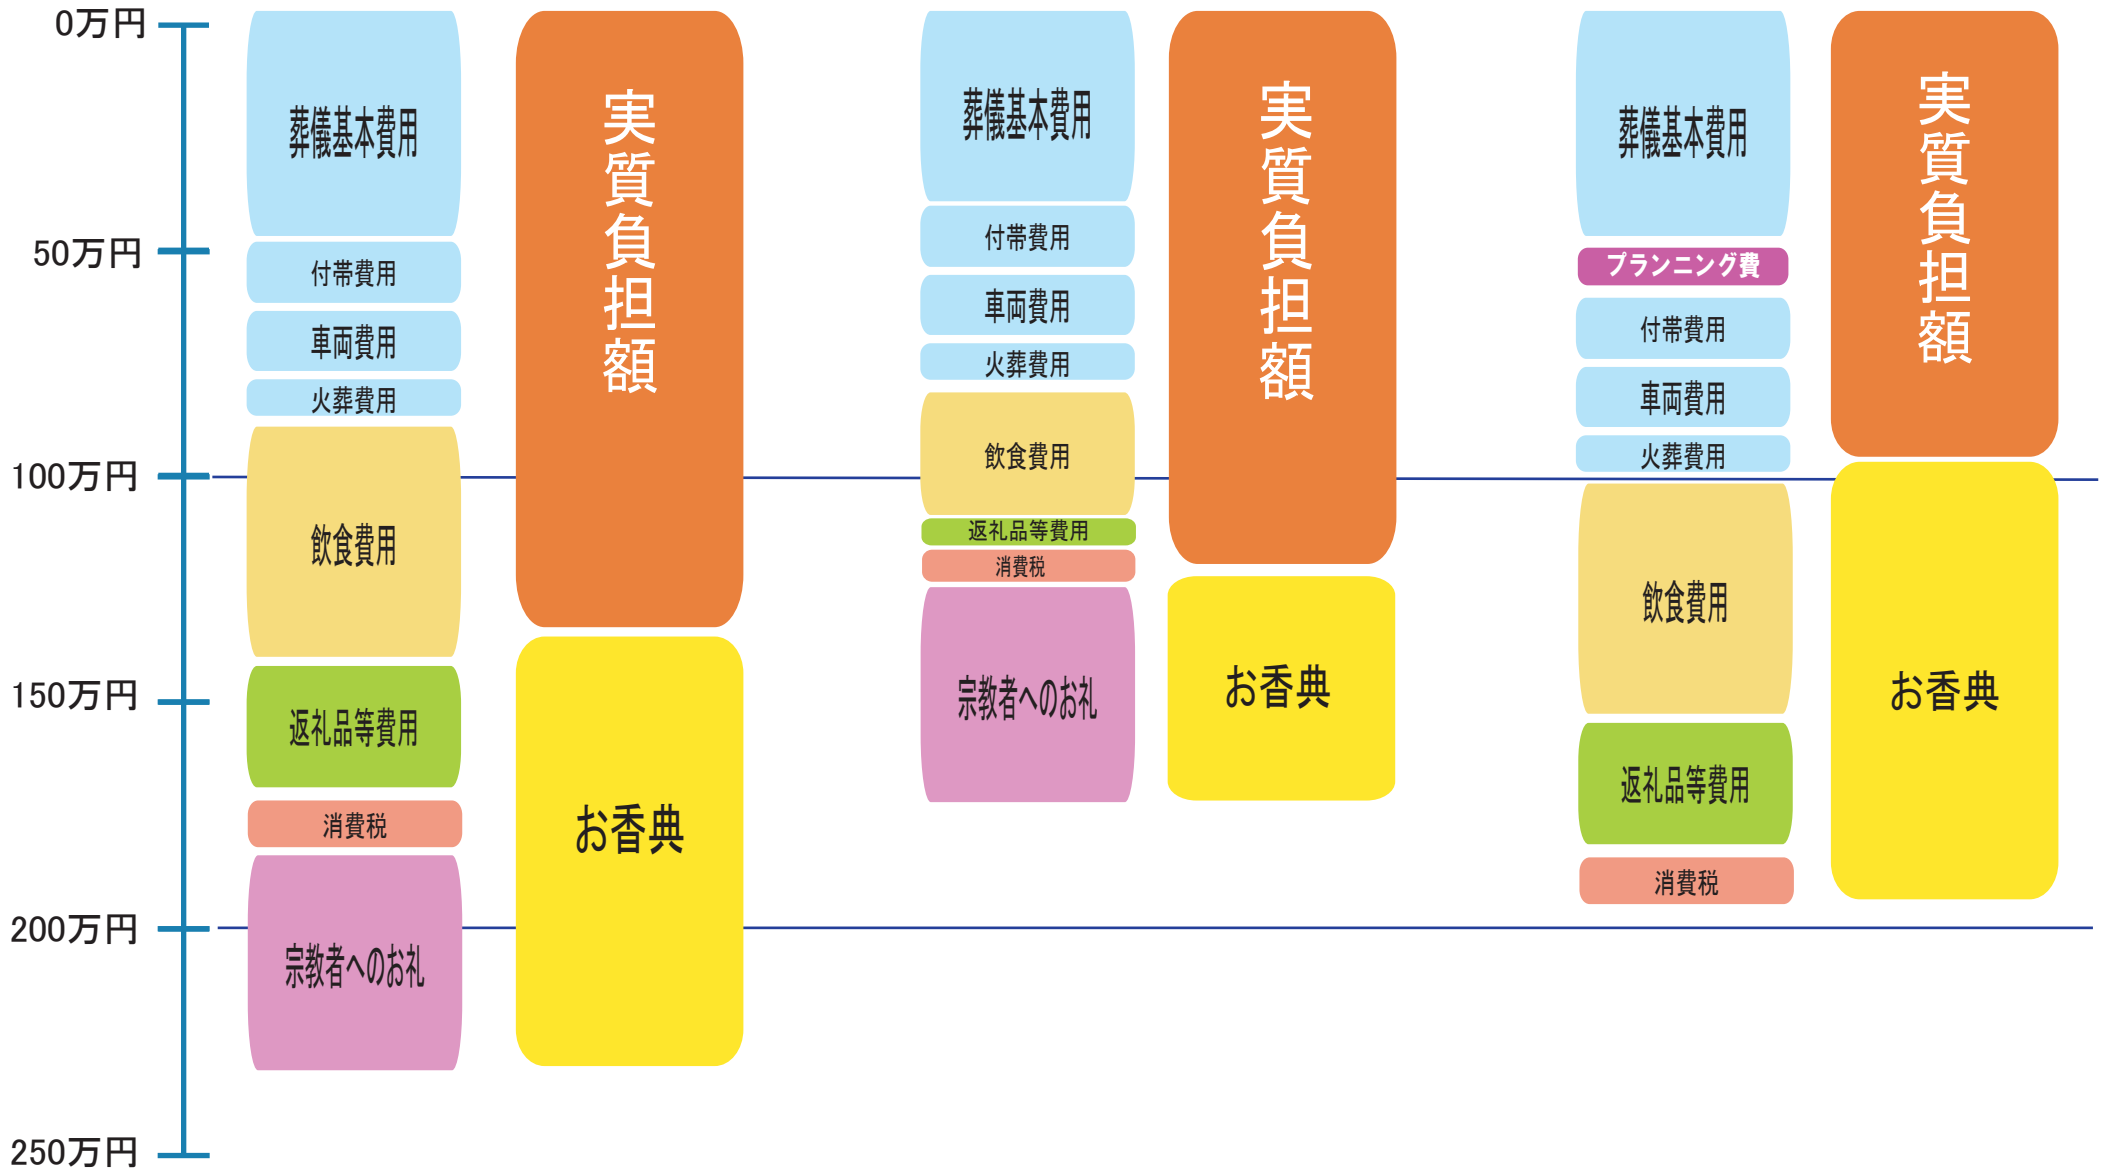 0万円
50万円
100万円
150万円
200万円
250万円
葬儀基本費用
付帯費用
車両費用
火葬費用
飲食費用
返礼品等費用
消費税
宗教者へのお礼
実質負担額
お香典
葬儀基本費用
付帯費用
車両費用
火葬費用
飲食費用
返礼品等費用
消費税
宗教者へのお礼
実質負担額
お香典
葬儀基本費用
プランニング費
付帯費用
車両費用
火葬費用
飲食費用
返礼品等費用
消費税
実質負担額
お香典